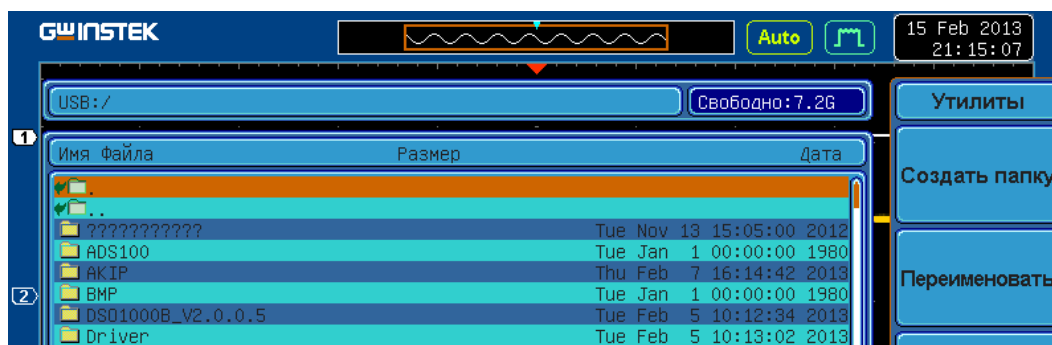 GWINSTEK
Auto
15 Feb 2013
21:15:07
USB:/
Свободно:7.2G
Утилиты
1
Имя Файла Размер Дата
Создать папку
.
..
??????????? Tue Nov 13 15:05:00 2012
ADS100 Tue Jan 1 00:00:00 1980
AKIP Thu Feb 7 16:14:42 2013
Переименовать
2
BMP Tue Jan 1 00:00:00 1980
DSO1000B_V2.0.0.5 Tue Feb 5 10:12:34 2013
Driver Tue Feb 5 10:13:02 2013